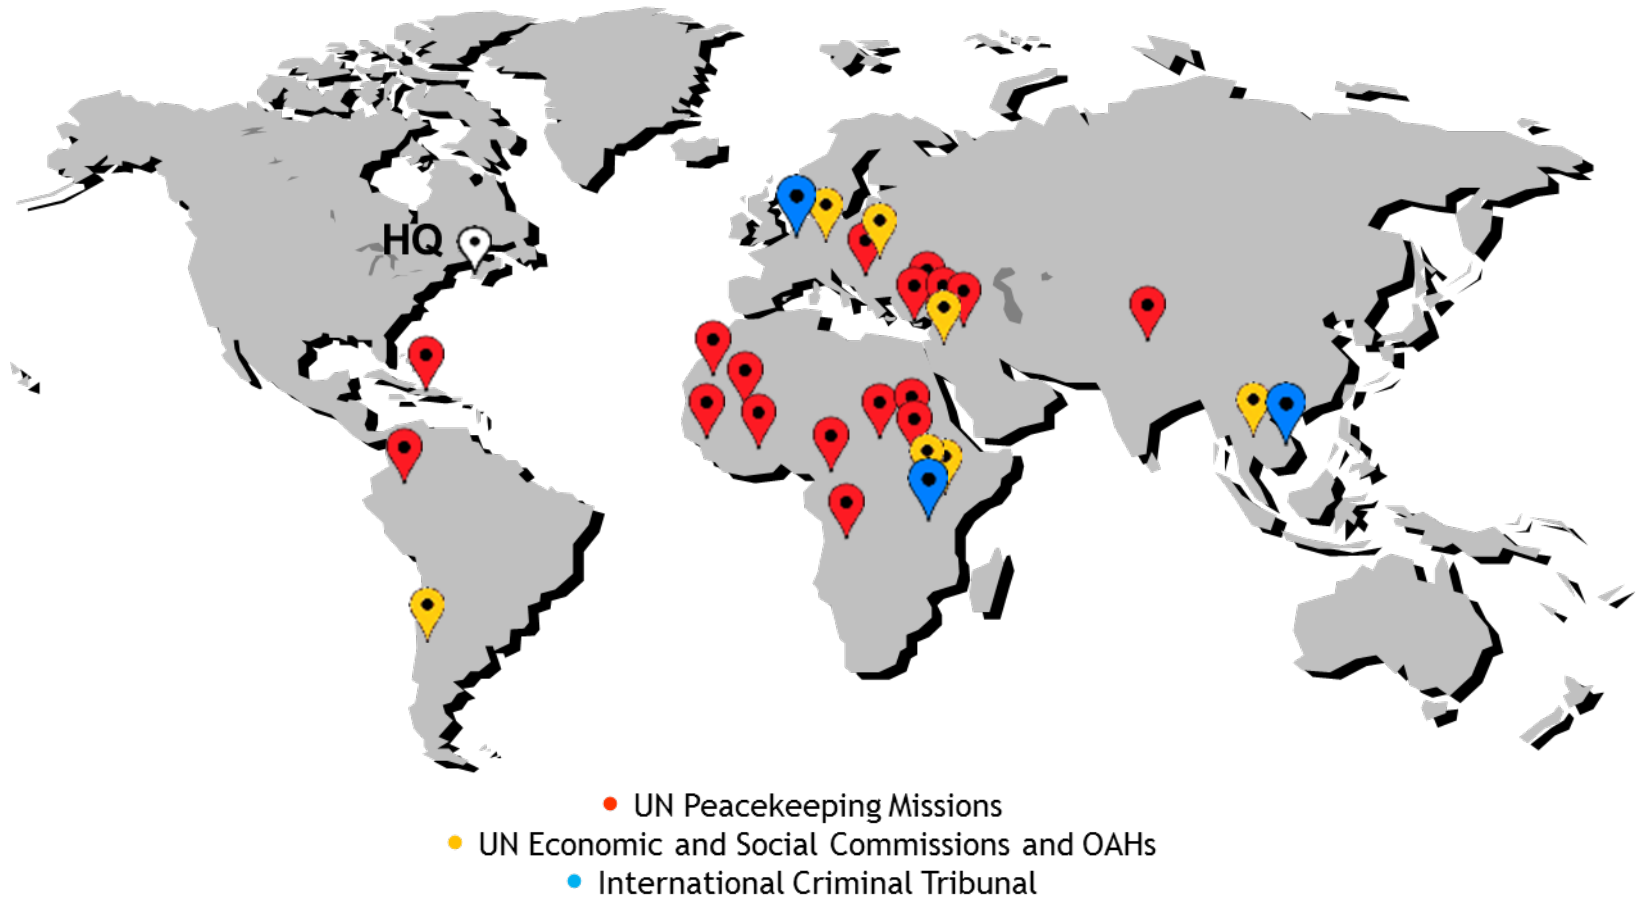 HQ
UN Peacekeeping Missions
UN Economic and Social Commissions and OAHs
International Criminal Tribunal